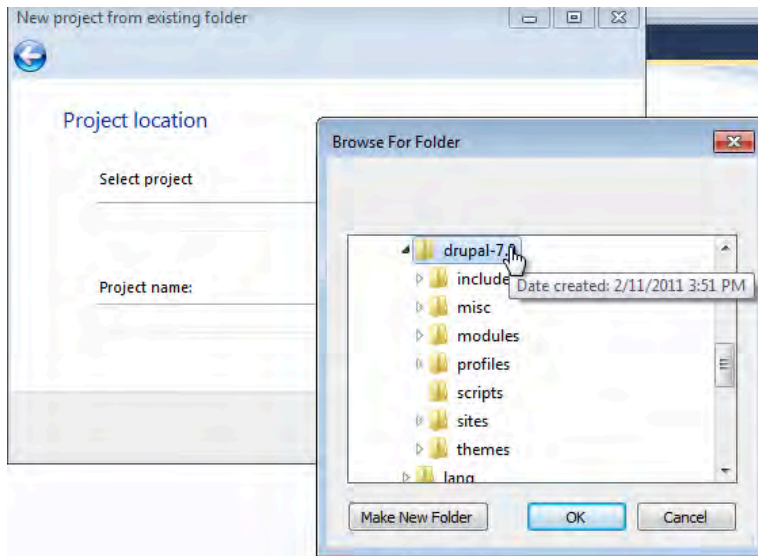 New project from existing folder
Project location
Browse For Folder
Select project
drupal-7.
include
Date created: 2/11/2011 3:51 PM
Project name:
misc
modules
profiles
scripts
sites
themes
lang
Make New Folder
OK
Cancel